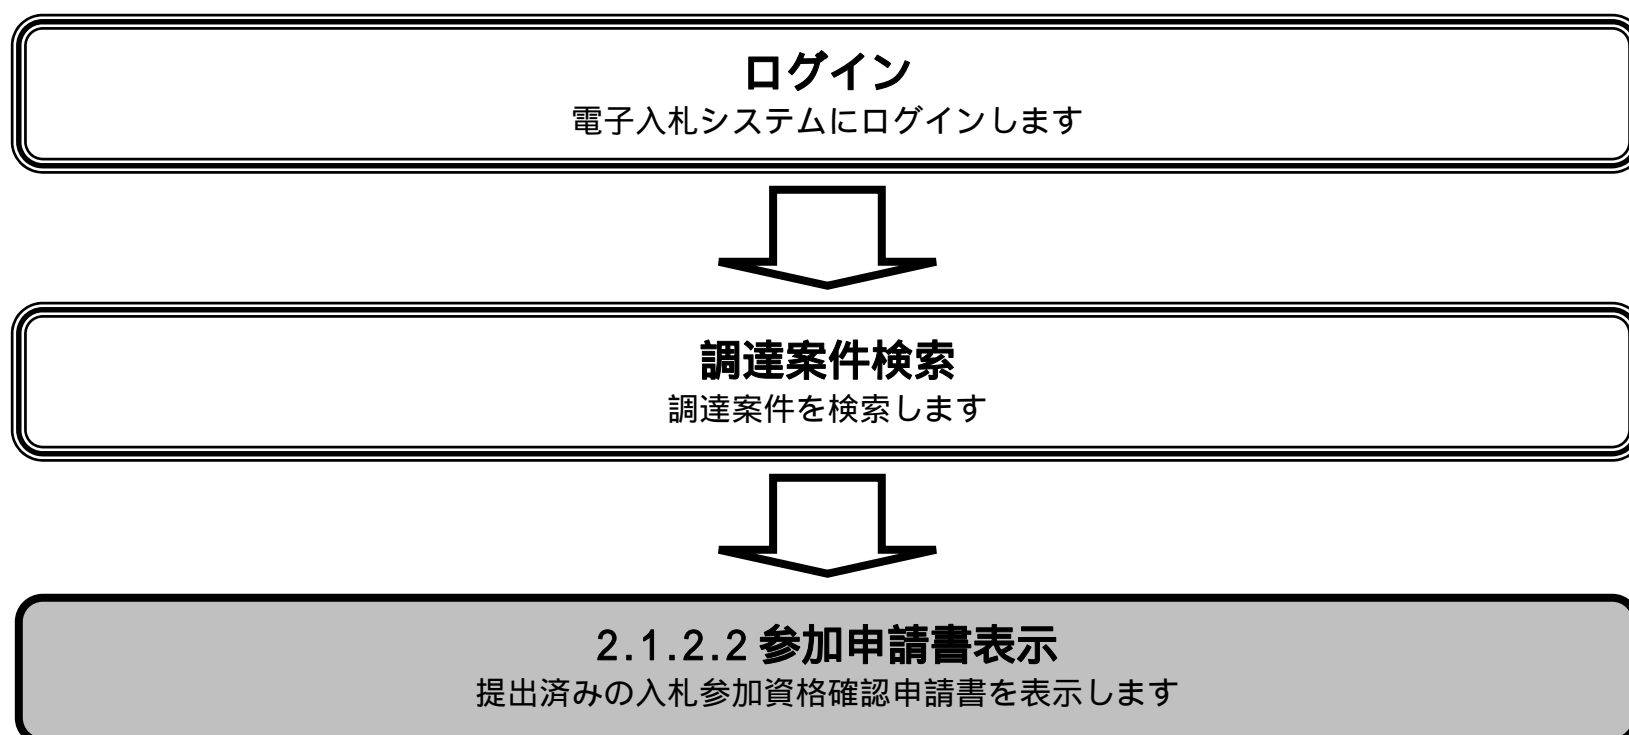 ログイン
電子入札システムにログインします
調達案件検索
調達案件を検索します
2.1.2.2 参加申請書表示
提出済みの入札参加資格確認申請書を表示します